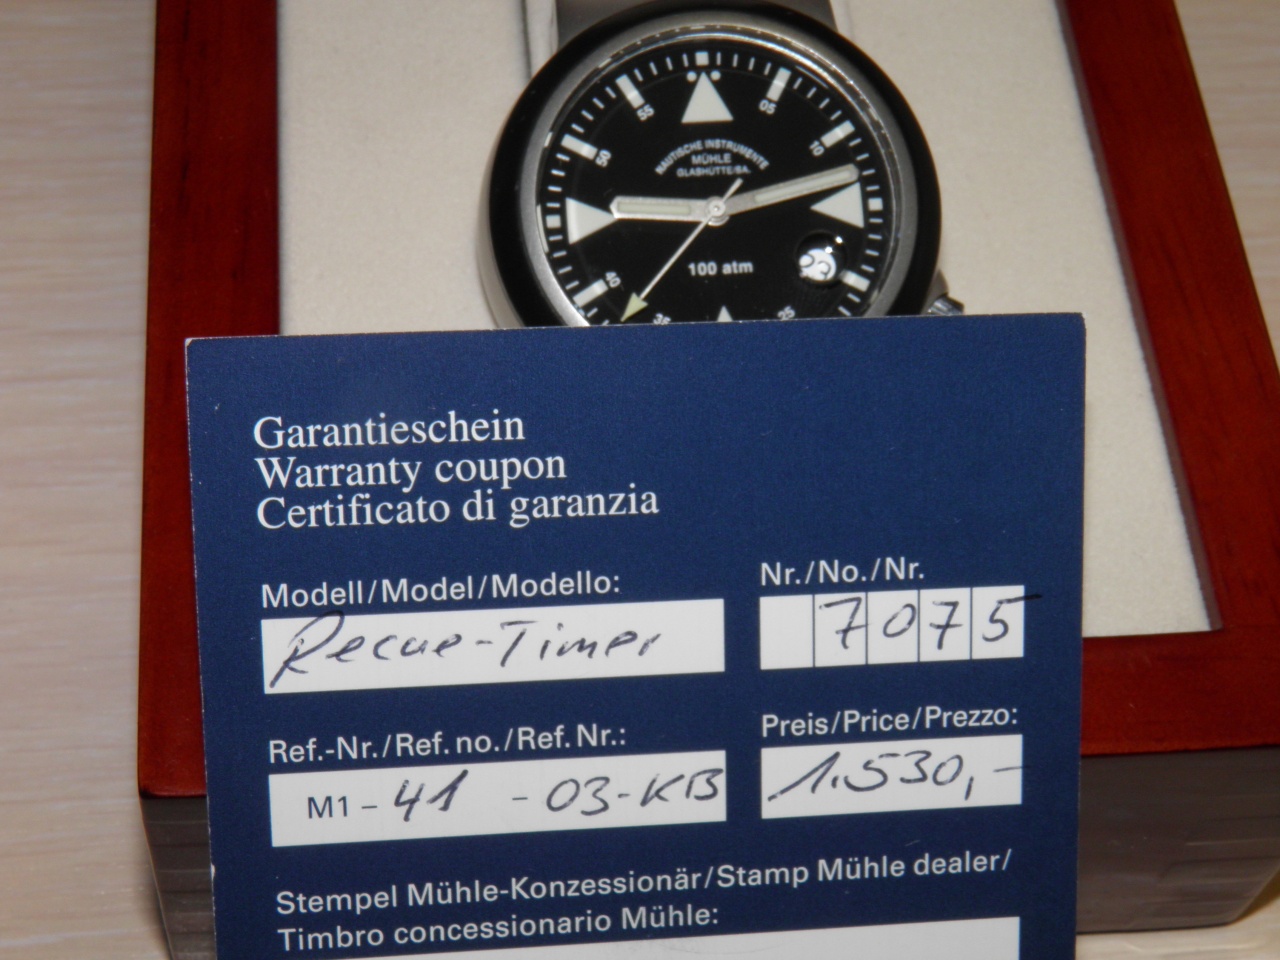 55
05
50
10
NAUTISCHE INSTRUMENTE
MÜHLE
GLASHÜTTE/SA.
100 atm
40
35
25
Garantieschein
Warranty coupon
Certificato di garanzia
Modell/Model/Modello:
Recue-Timer
Nr./No./Nr.
7075
Ref.-Nr./Ref. no./Ref. Nr.:
M1 - 41 - 03-KB
Preis/Price/Prezzo:
1.530,-
Stempel Mühle-Konzessionär/Stamp Mühle dealer/
Timbro concessionario Mühle: